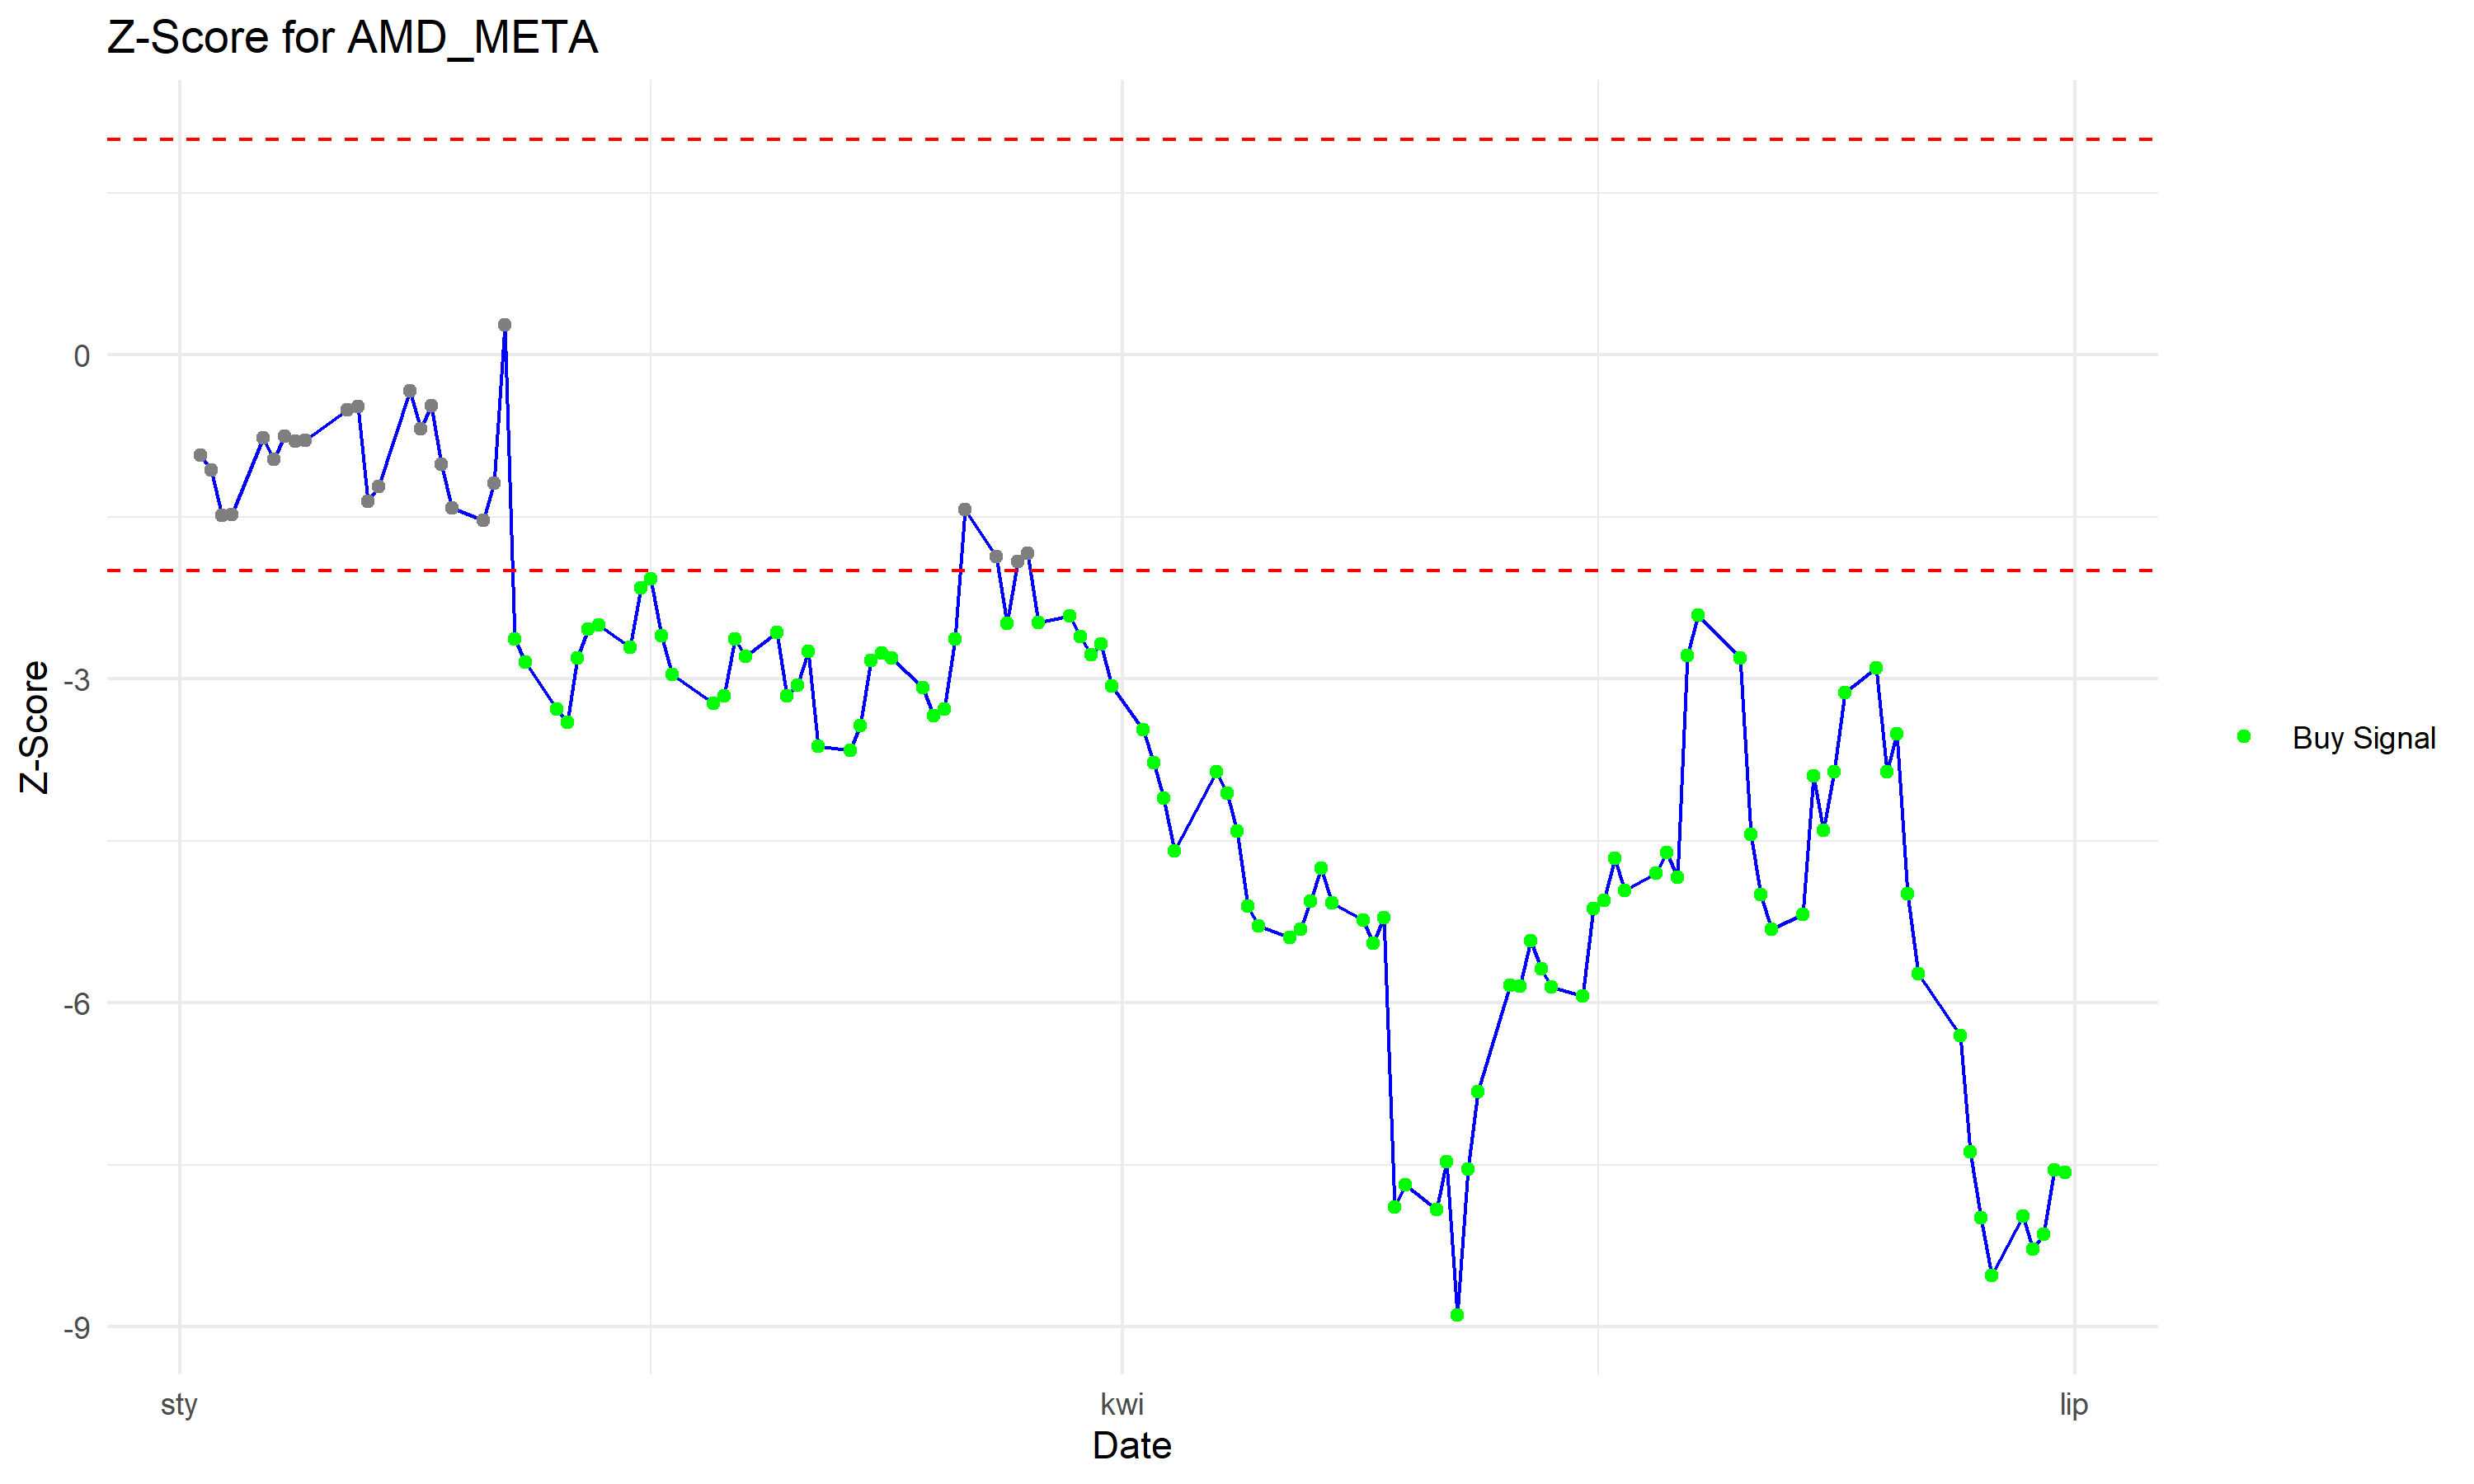 Z-Score for AMD_META
0
-3
-6
-9
Z-Score
sty
kwi
lip
Date
Buy Signal